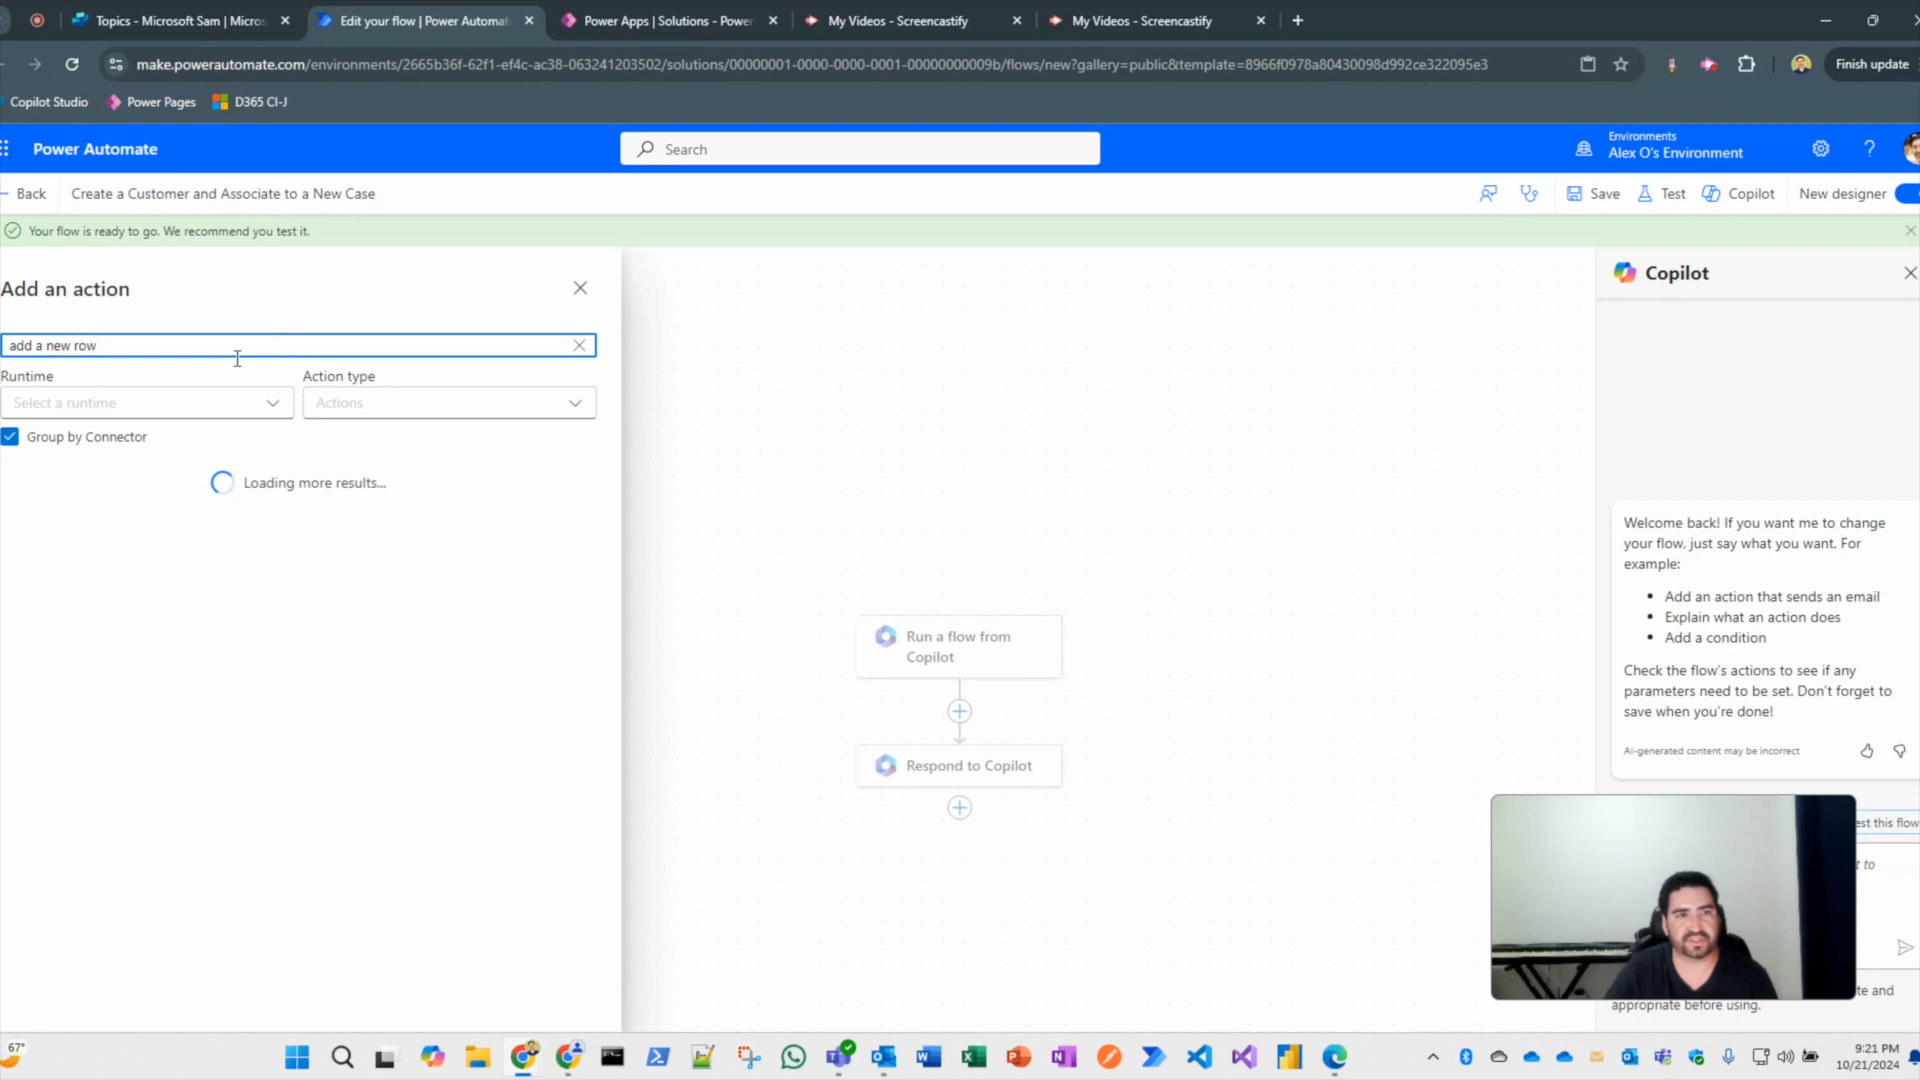 Topics - Microsoft Sam | Micros
Edit your flow | Power Automat
Power Apps | Solutions - Power
My Videos - Screencastify
My Videos - Screencastify
make.powerautomate.com/environments/2665b36f-62f1-ef4c-ac38-063241203502/solutions/00000001-0000-0000-0001-00000000009b/flows/new?gallery=public&template=8966f0978a80430098d992ce322095e3
Finish update
Copilot Studio
Power Pages
D365 CI-J
Power Automate
Search
Environments
Alex O's Environment
Back
Create a Customer and Associate to a New Case
Save
Test
Copilot
New designer
Your flow is ready to go. We recommend you test it.
Add an action
add a new row
Runtime
Action type
Select a runtime
Actions
Group by Connector
Loading more results...
Run a flow from
Copilot
Respond to Copilot
Copilot
Welcome back! If you want me to change
your flow, just say what you want. For
example:
• Add an action that sends an email
• Explain what an action does
• Add a condition
Check the flow's actions to see if any
parameters need to be set. Don't forget to
save when you're done!
AI-generated content may be incorrect
est this flow
t to
te and
appropriate before using.
67°
9:21 PM
10/21/2024